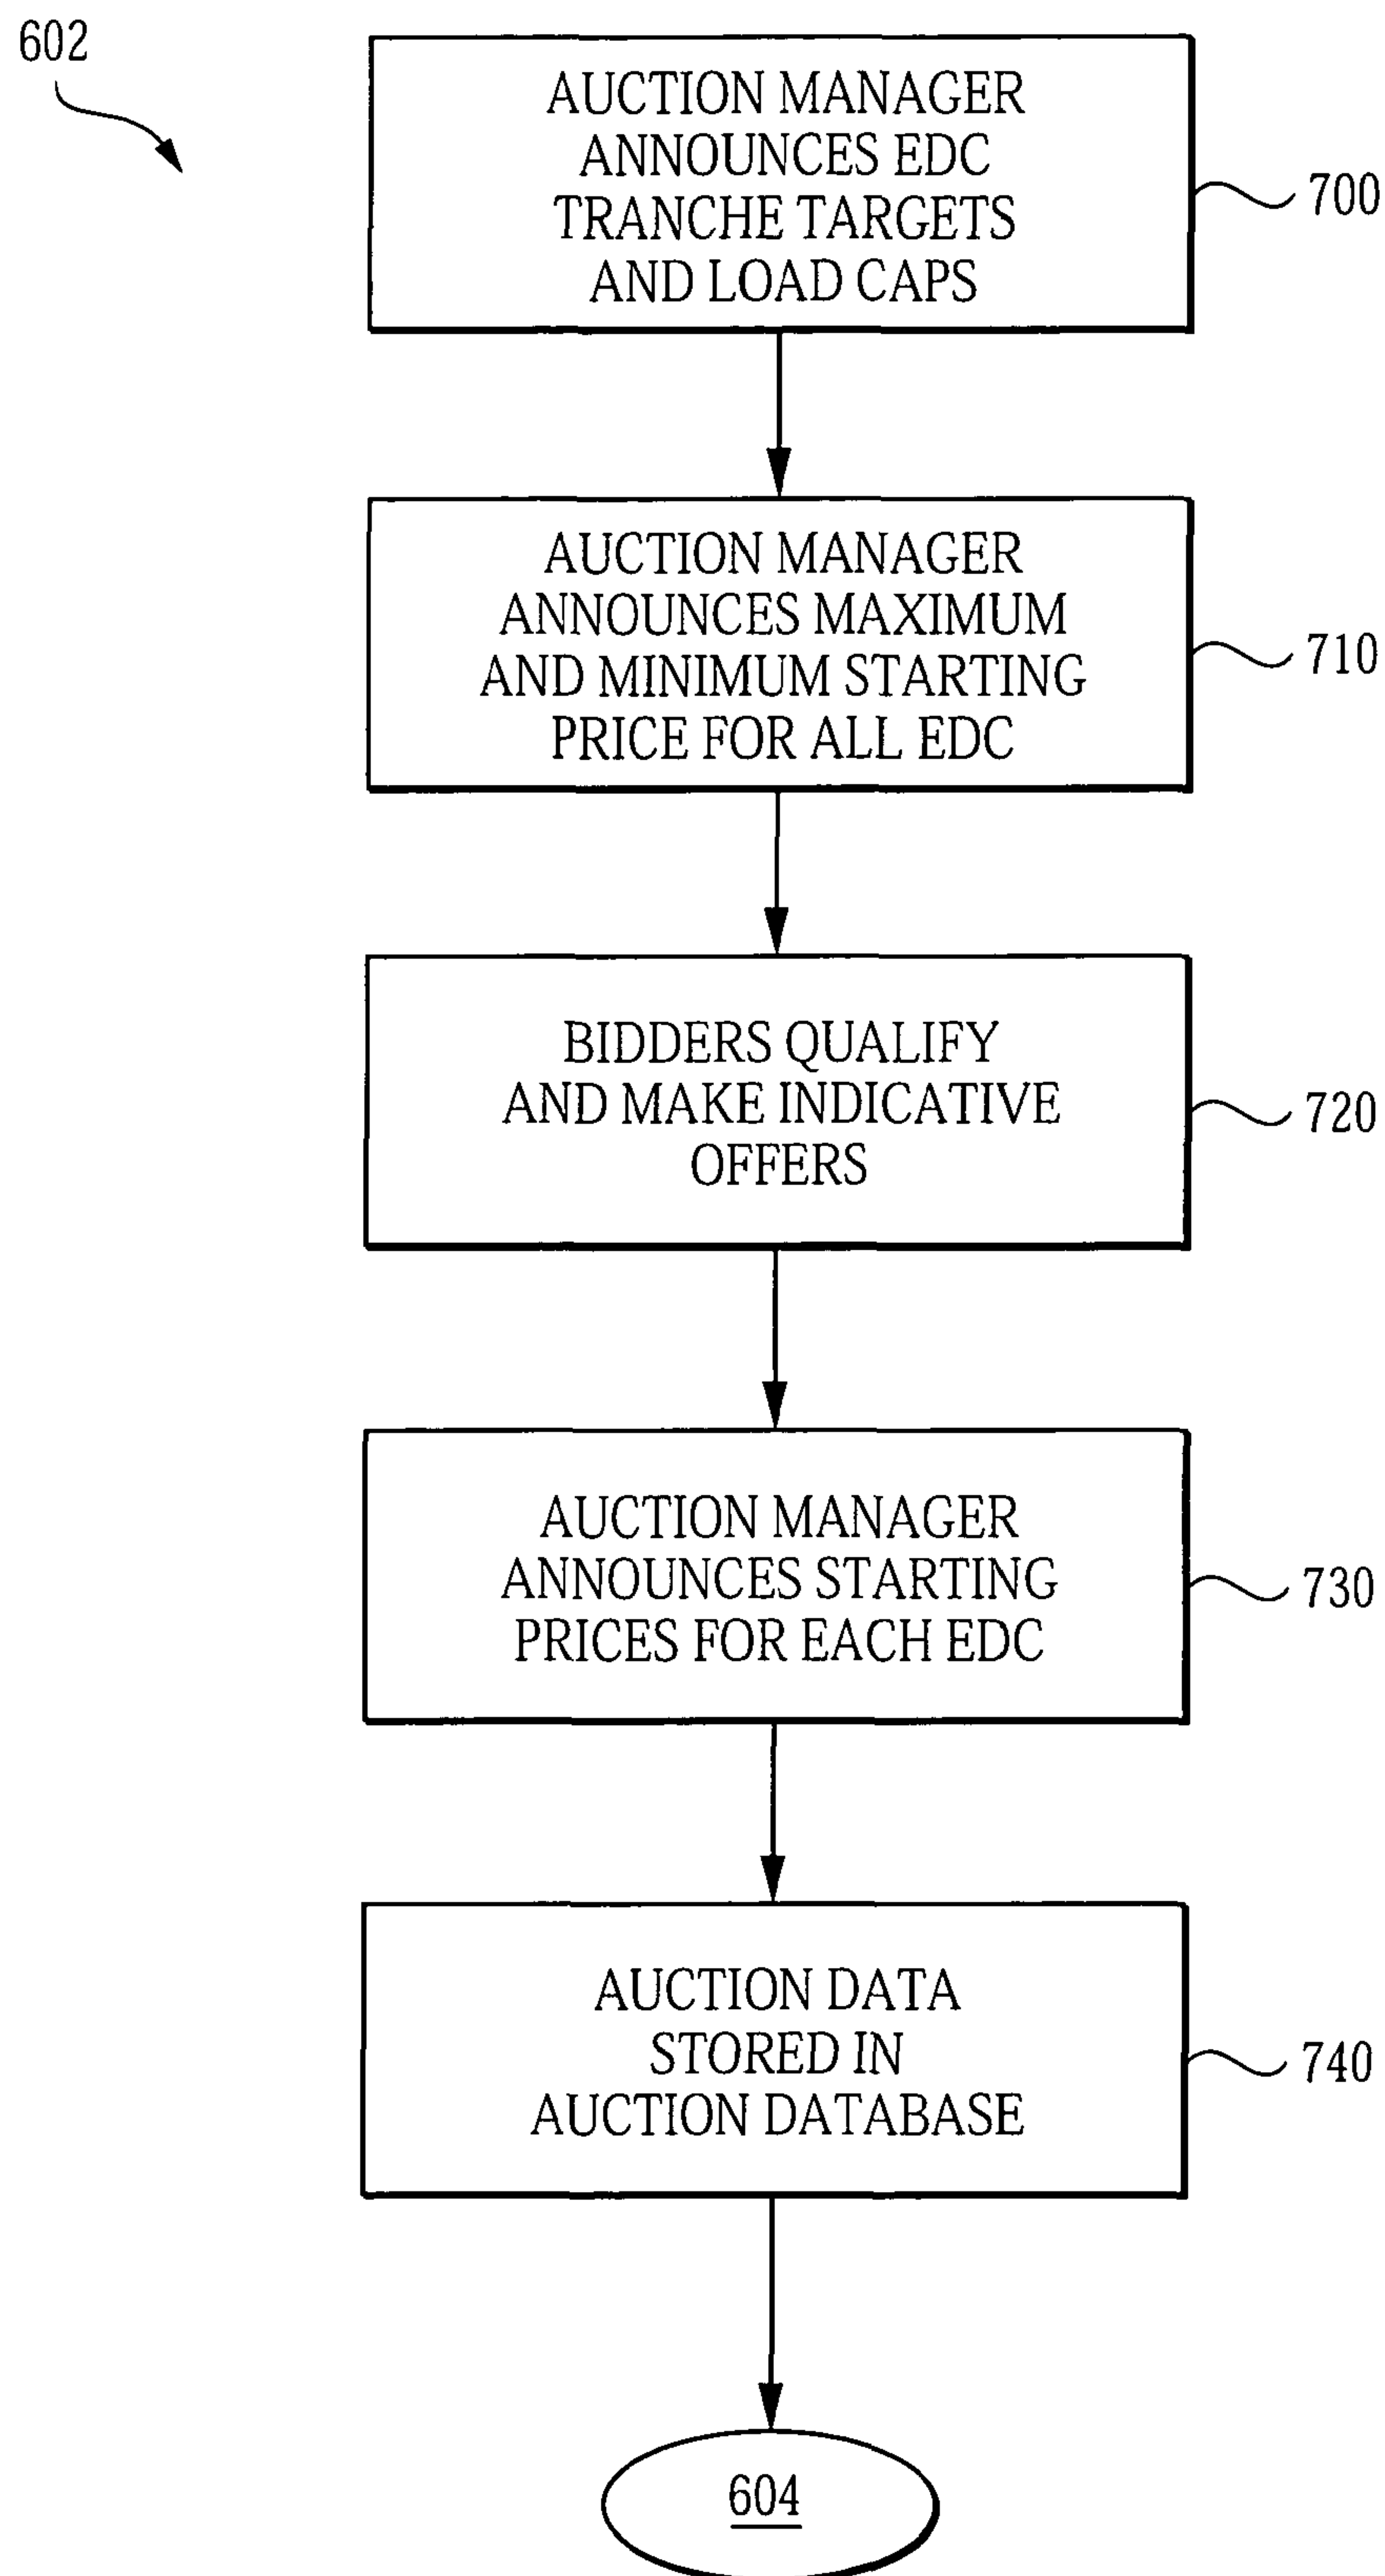 602
AUCTION MANAGER
ANNOUNCES EDC
TRANCHE TARGETS
AND LOAD CAPS
700
AUCTION MANAGER
ANNOUNCES MAXIMUM
AND MINIMUM STARTING
PRICE FOR ALL EDC
710
BIDDERS QUALIFY
AND MAKE INDICATIVE
OFFERS
720
AUCTION MANAGER
ANNOUNCES STARTING
PRICES FOR EACH EDC
730
AUCTION DATA
STORED IN
AUCTION DATABASE
740
604